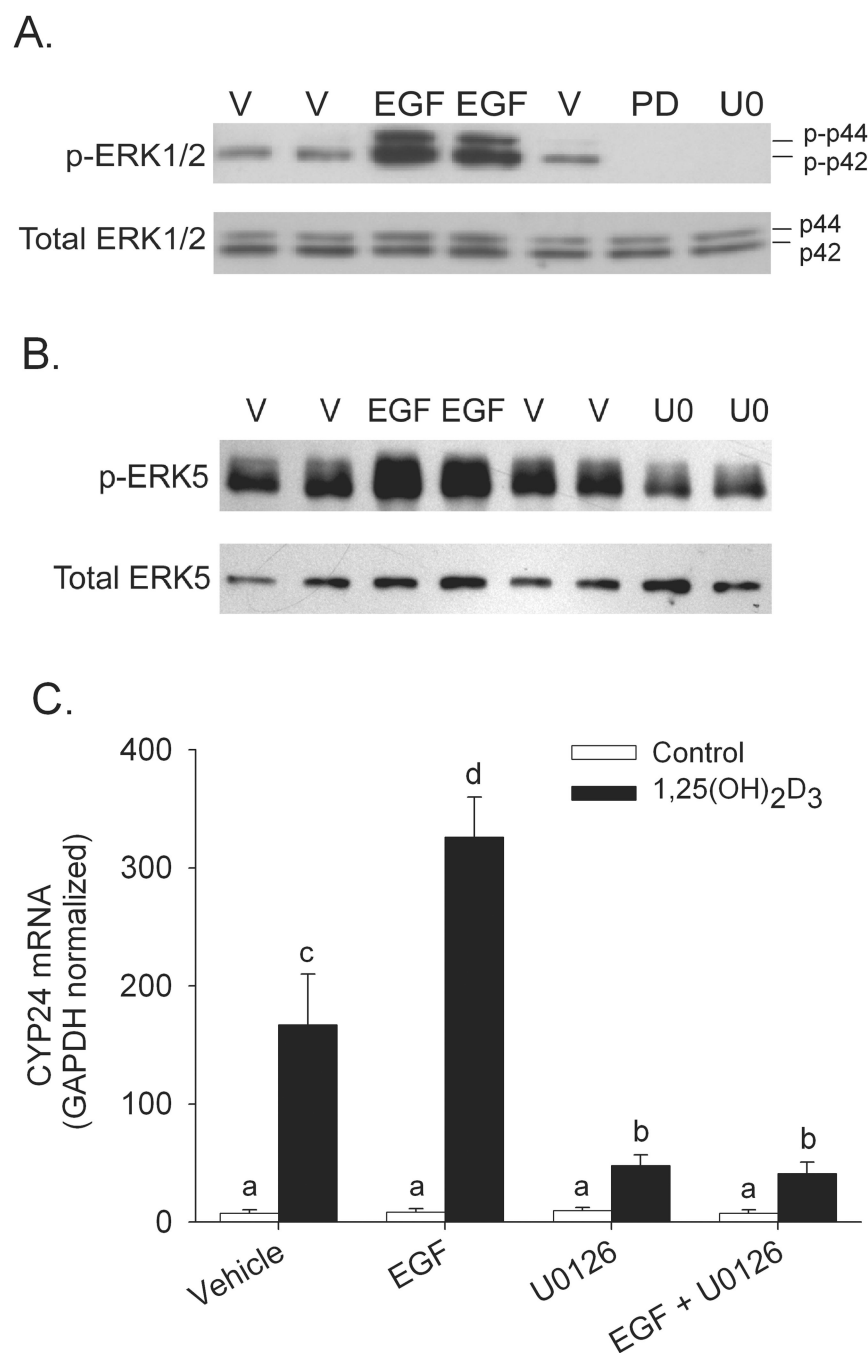 A.
V V EGF EGF V PD U0
p-ERK1/2
p-p44
p-p42
Total ERK1/2
p44
p42
B.
V V EGF EGF V V U0 U0
p-ERK5
Total ERK5
C.
CYP24 mRNA
(GAPDH normalized)
400
300
200
100
0
Control
1,25(OH)₂D₃
a c a d a b a b
Vehicle EGF U0126 EGF + U0126